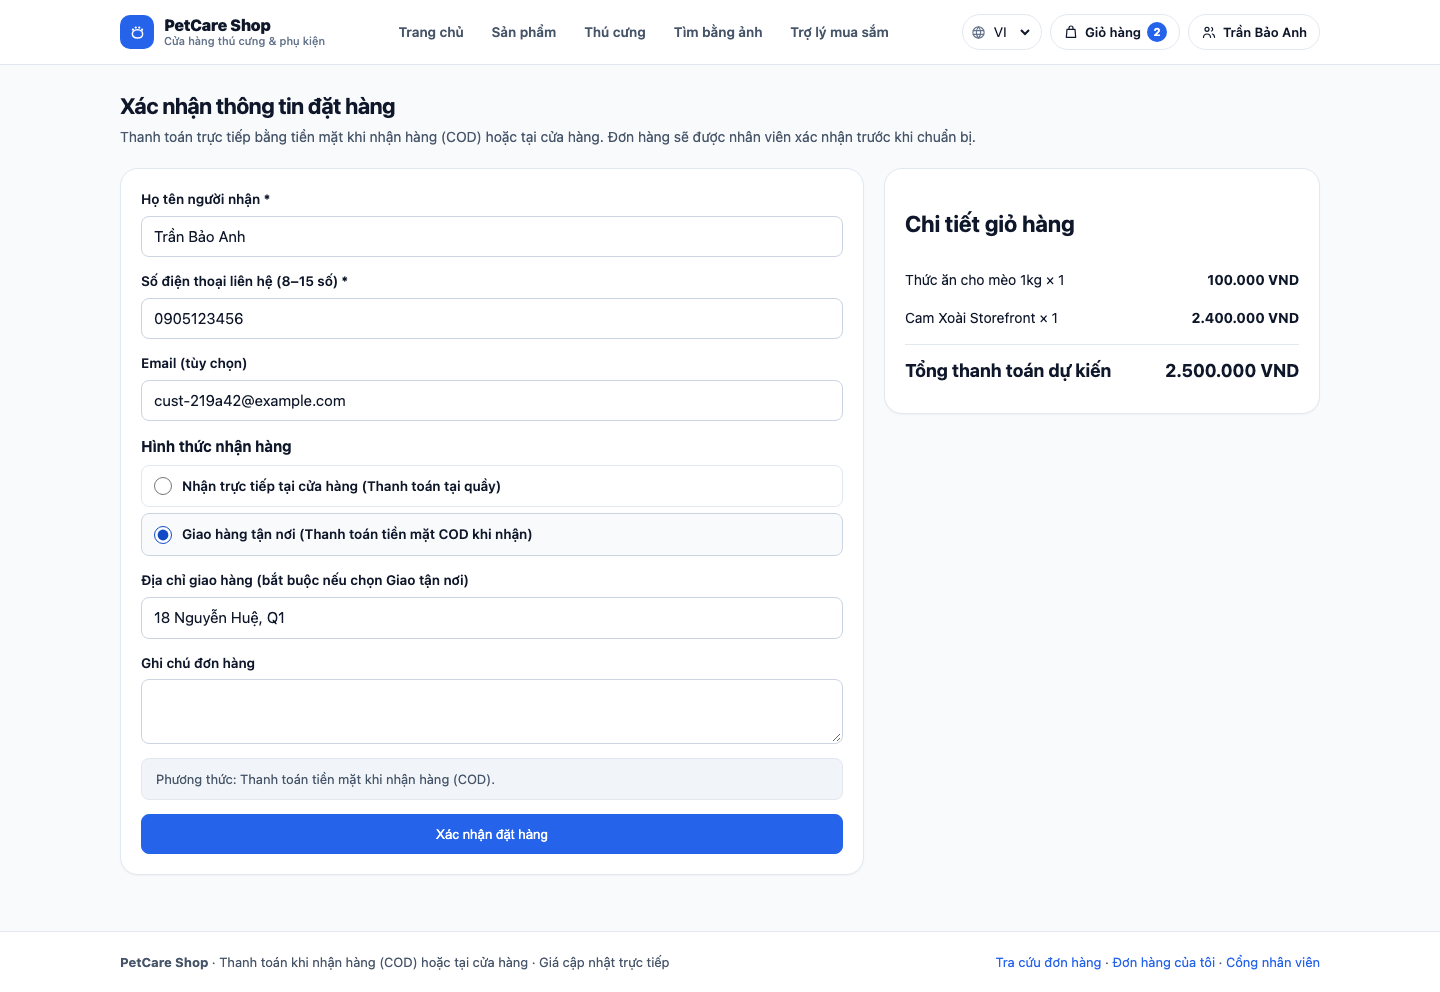 PetCare Shop
Cửa hàng thú cưng & phụ kiện
Trang chủ
Sản phẩm
Thú cưng
Tìm bằng ảnh
Trợ lý mua sắm
VI
Giỏ hàng 2
Trần Bảo Anh
Xác nhận thông tin đặt hàng
Thanh toán trực tiếp bằng tiền mặt khi nhận hàng (COD) hoặc tại cửa hàng. Đơn hàng sẽ được nhân viên xác nhận trước khi chuẩn bị.
Họ tên người nhận *
Trần Bảo Anh
Số điện thoại liên hệ (8–15 số) *
0905123456
Email (tùy chọn)
cust-219a42@example.com
Hình thức nhận hàng
Nhận trực tiếp tại cửa hàng (Thanh toán tại quầy)
Giao hàng tận nơi (Thanh toán tiền mặt COD khi nhận)
Địa chỉ giao hàng (bắt buộc nếu chọn Giao tận nơi)
18 Nguyễn Huệ, Q1
Ghi chú đơn hàng
Phương thức: Thanh toán tiền mặt khi nhận hàng (COD).
Xác nhận đặt hàng
Chi tiết giỏ hàng
Thức ăn cho mèo 1kg × 1 100.000 VND
Cam Xoài Storefront × 1 2.400.000 VND
Tổng thanh toán dự kiến 2.500.000 VND
PetCare Shop · Thanh toán khi nhận hàng (COD) hoặc tại cửa hàng · Giá cập nhật trực tiếp
Tra cứu đơn hàng · Đơn hàng của tôi · Cổng nhân viên